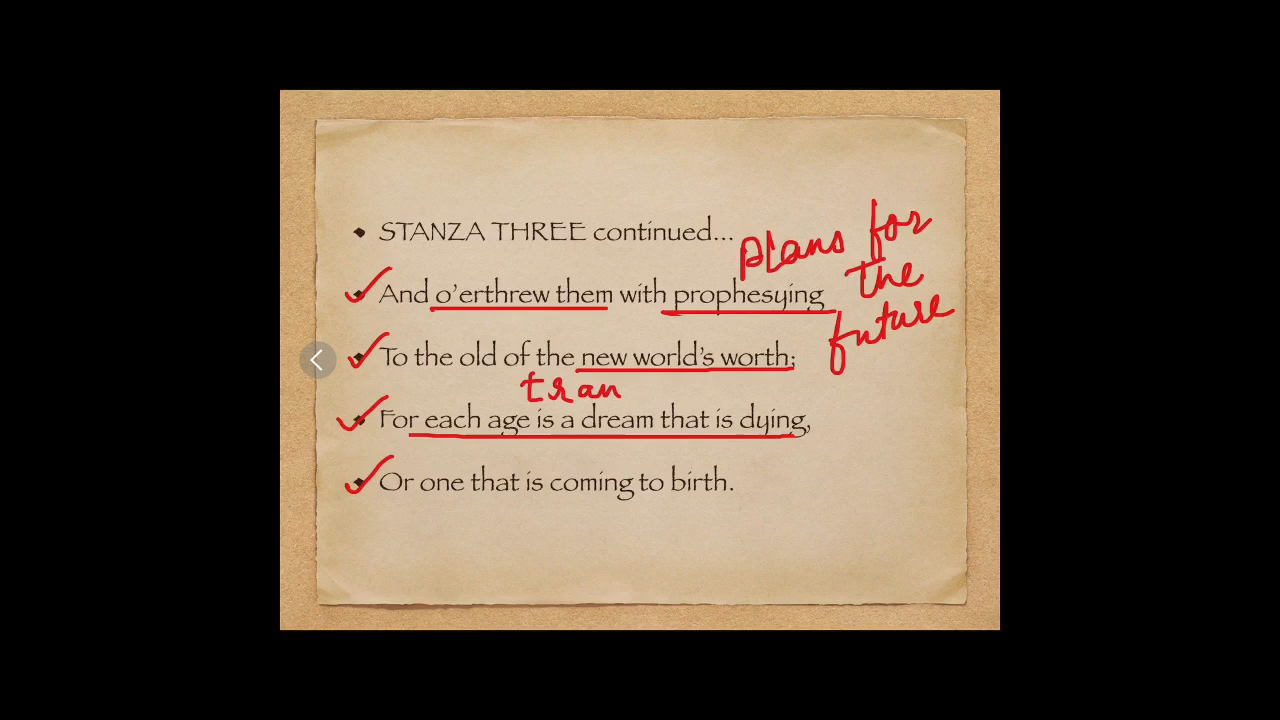 STANZA THREE continued...
plans for
the
future
And o'erthrew them with prophesying
To the old of the new world's worth;
tran
For each age is a dream that is dying,
Or one that is coming to birth.